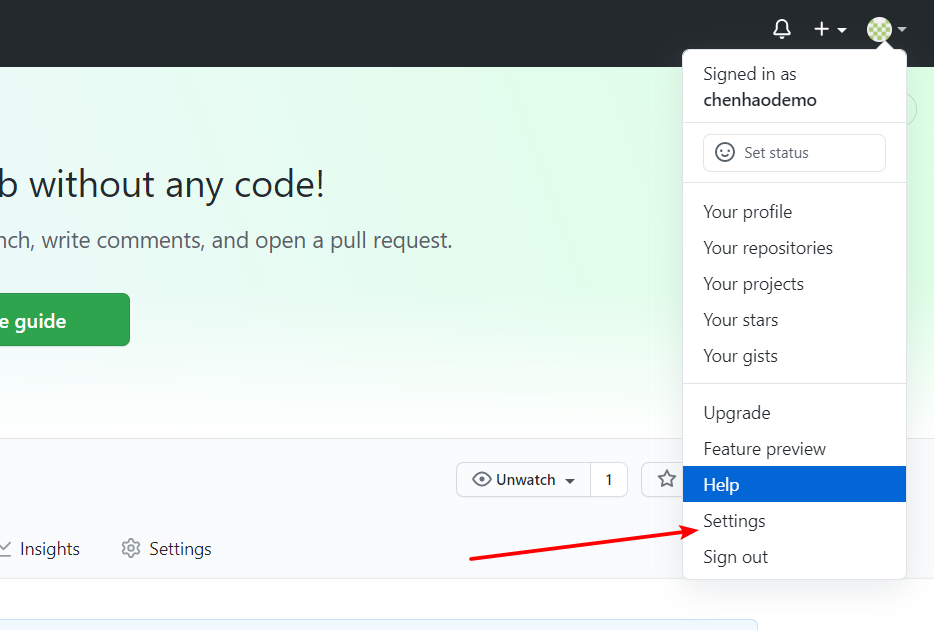 Signed in as
chenhaodemo
Set status
Your profile
Your repositories
Your projects
Your stars
Your gists
Upgrade
Feature preview
Help
Settings
Sign out
b without any code!
nch, write comments, and open a pull request.
e guide
Unwatch 1
Insights Settings